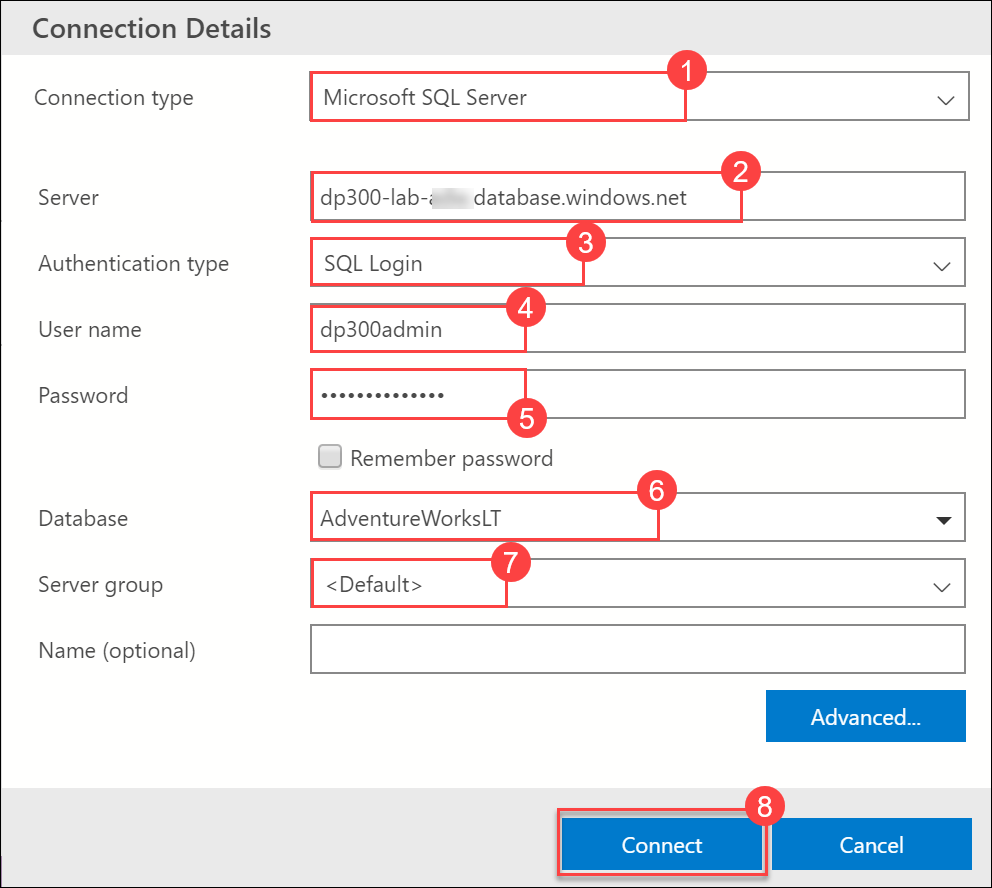 Connection Details
1
Connection type Microsoft SQL Server
2
Server dp300-lab- database.windows.net
3
Authentication type SQL Login
4
User name dp300admin
Password ••••••••••••••
5
Remember password
6
Database AdventureWorksLT
7
Server group <Default>
Name (optional)
Advanced...
8
Connect Cancel